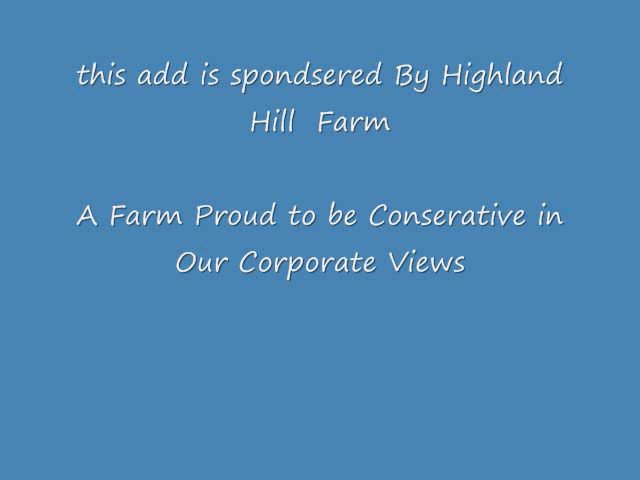 this add is spondsered By Highland
Hill Farm
A Farm Proud to be Conserative in
Our Corporate Views